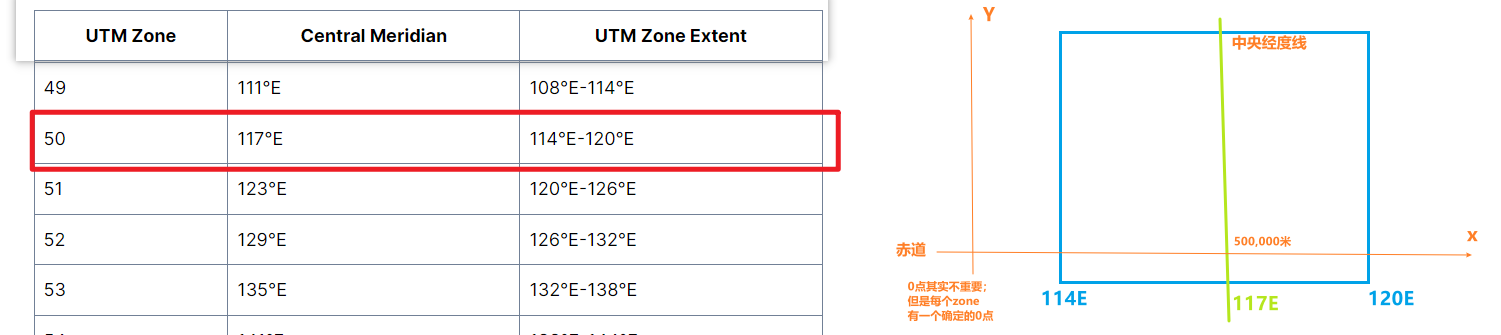 UTM Zone Central Meridian UTM Zone Extent
49 111°E 108°E-114°E
50 117°E 114°E-120°E
51 123°E 120°E-126°E
52 129°E 126°E-132°E
53 135°E 132°E-138°E
Y
中央经度线
500,000米
x
赤道
0点其实不重要;
但是每个zone
有一个确定的0点
114E
117E
120E